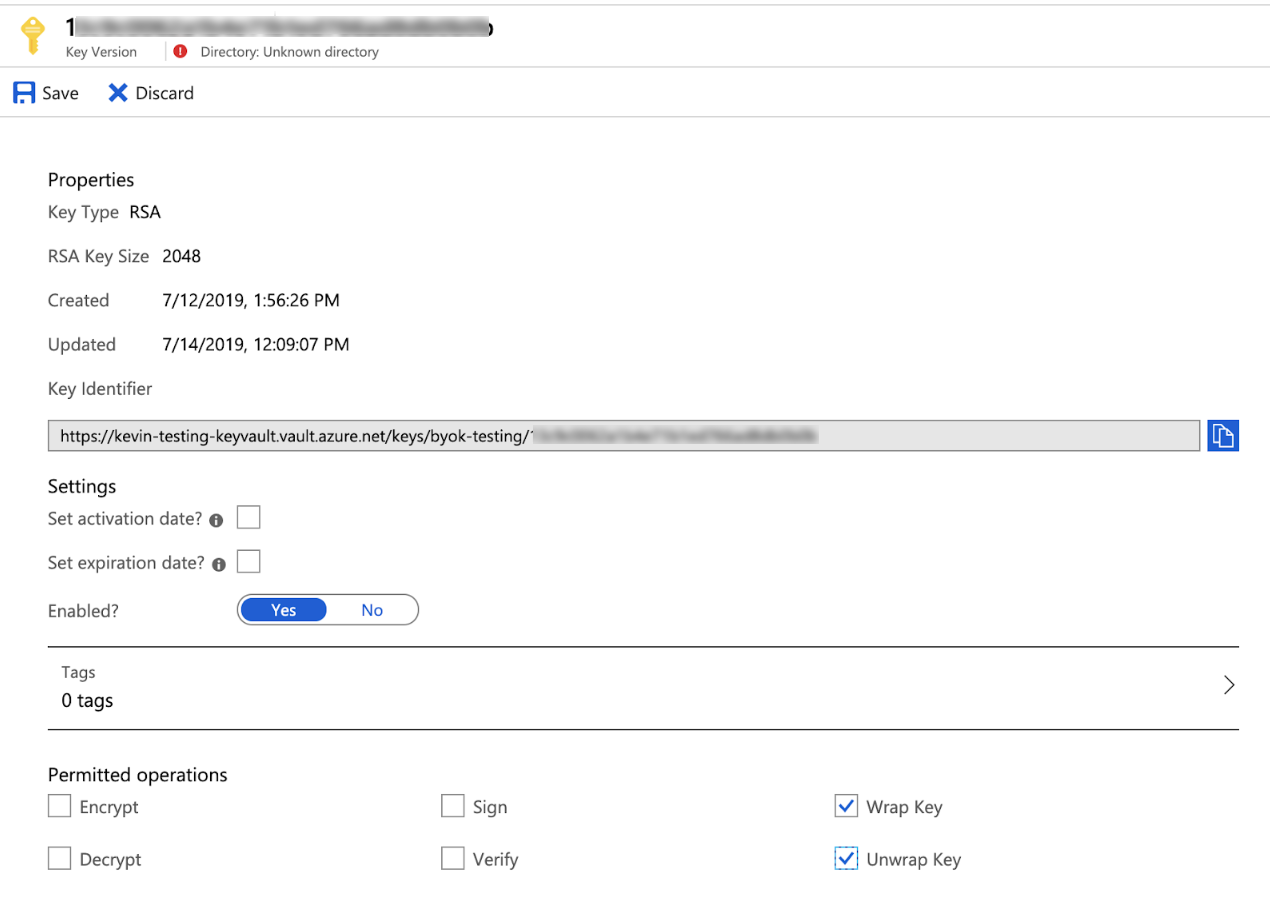 Key Version
Directory: Unknown directory
Save
Discard
Properties
Key Type RSA
RSA Key Size 2048
Created 7/12/2019, 1:56:26 PM
Updated 7/14/2019, 12:09:07 PM
Key Identifier
https://kevin-testing-keyvault.vault.azure.net/keys/byok-testing/
Settings
Set activation date?
Set expiration date?
Enabled? Yes No
Tags
0 tags
Permitted operations
Encrypt Sign Wrap Key
Decrypt Verify Unwrap Key